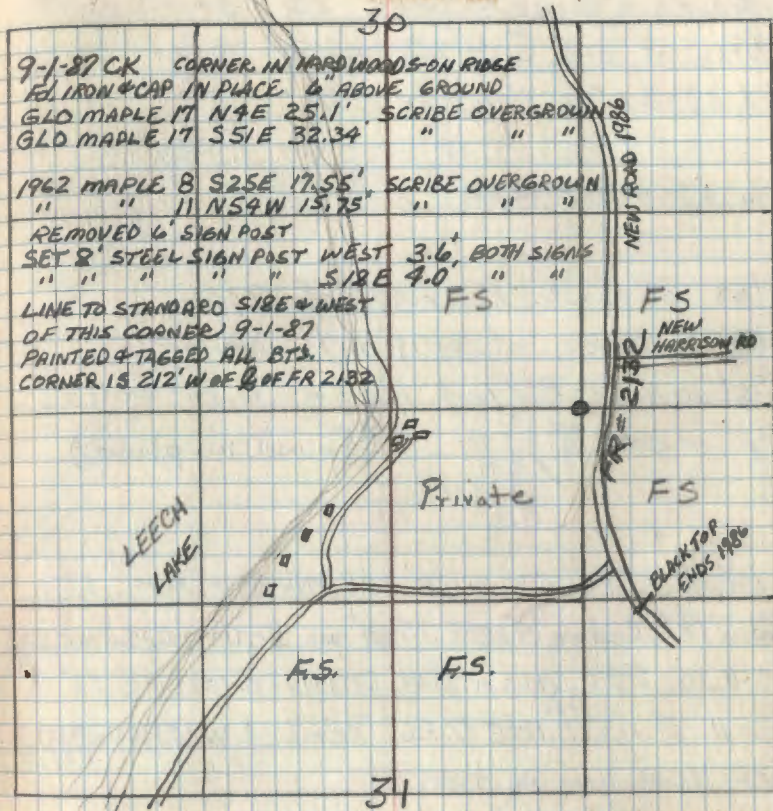 30
9-1-87 CK CORNER IN HARDWOODS-ON RIDGE
Fd. IRON & CAP IN PLACE 6" ABOVE GROUND
GLO MAPLE 17 N4E 25.1' SCRIBE OVERGROWN
GLO MAPLE 17 S51E 32.34 " " "
1962 MAPLE 8 S25E 17.55' SCRIBE OVERGROWN
" " 11 N54W 15.75' " " "
REMOVED 6' SIGN POST
SET 8' STEEL SIGN POST WEST 3.6', BOTH SIGNS
" " " " " S18E 4.0' " "
LINE TO STANDARD S18E & WEST
OF THIS CORNER 9-1-87
PAINTED & TAGGED ALL BTS.
CORNER IS 212' W OF ℄ OF FR 2132
NEW ROAD 1986
FS
FS
NEW
HARRISON RD
FR = 2132
Private
FS
LEECH
LAKE
BLACKTOP
ENDS 1986
F.S.
F.S.
31